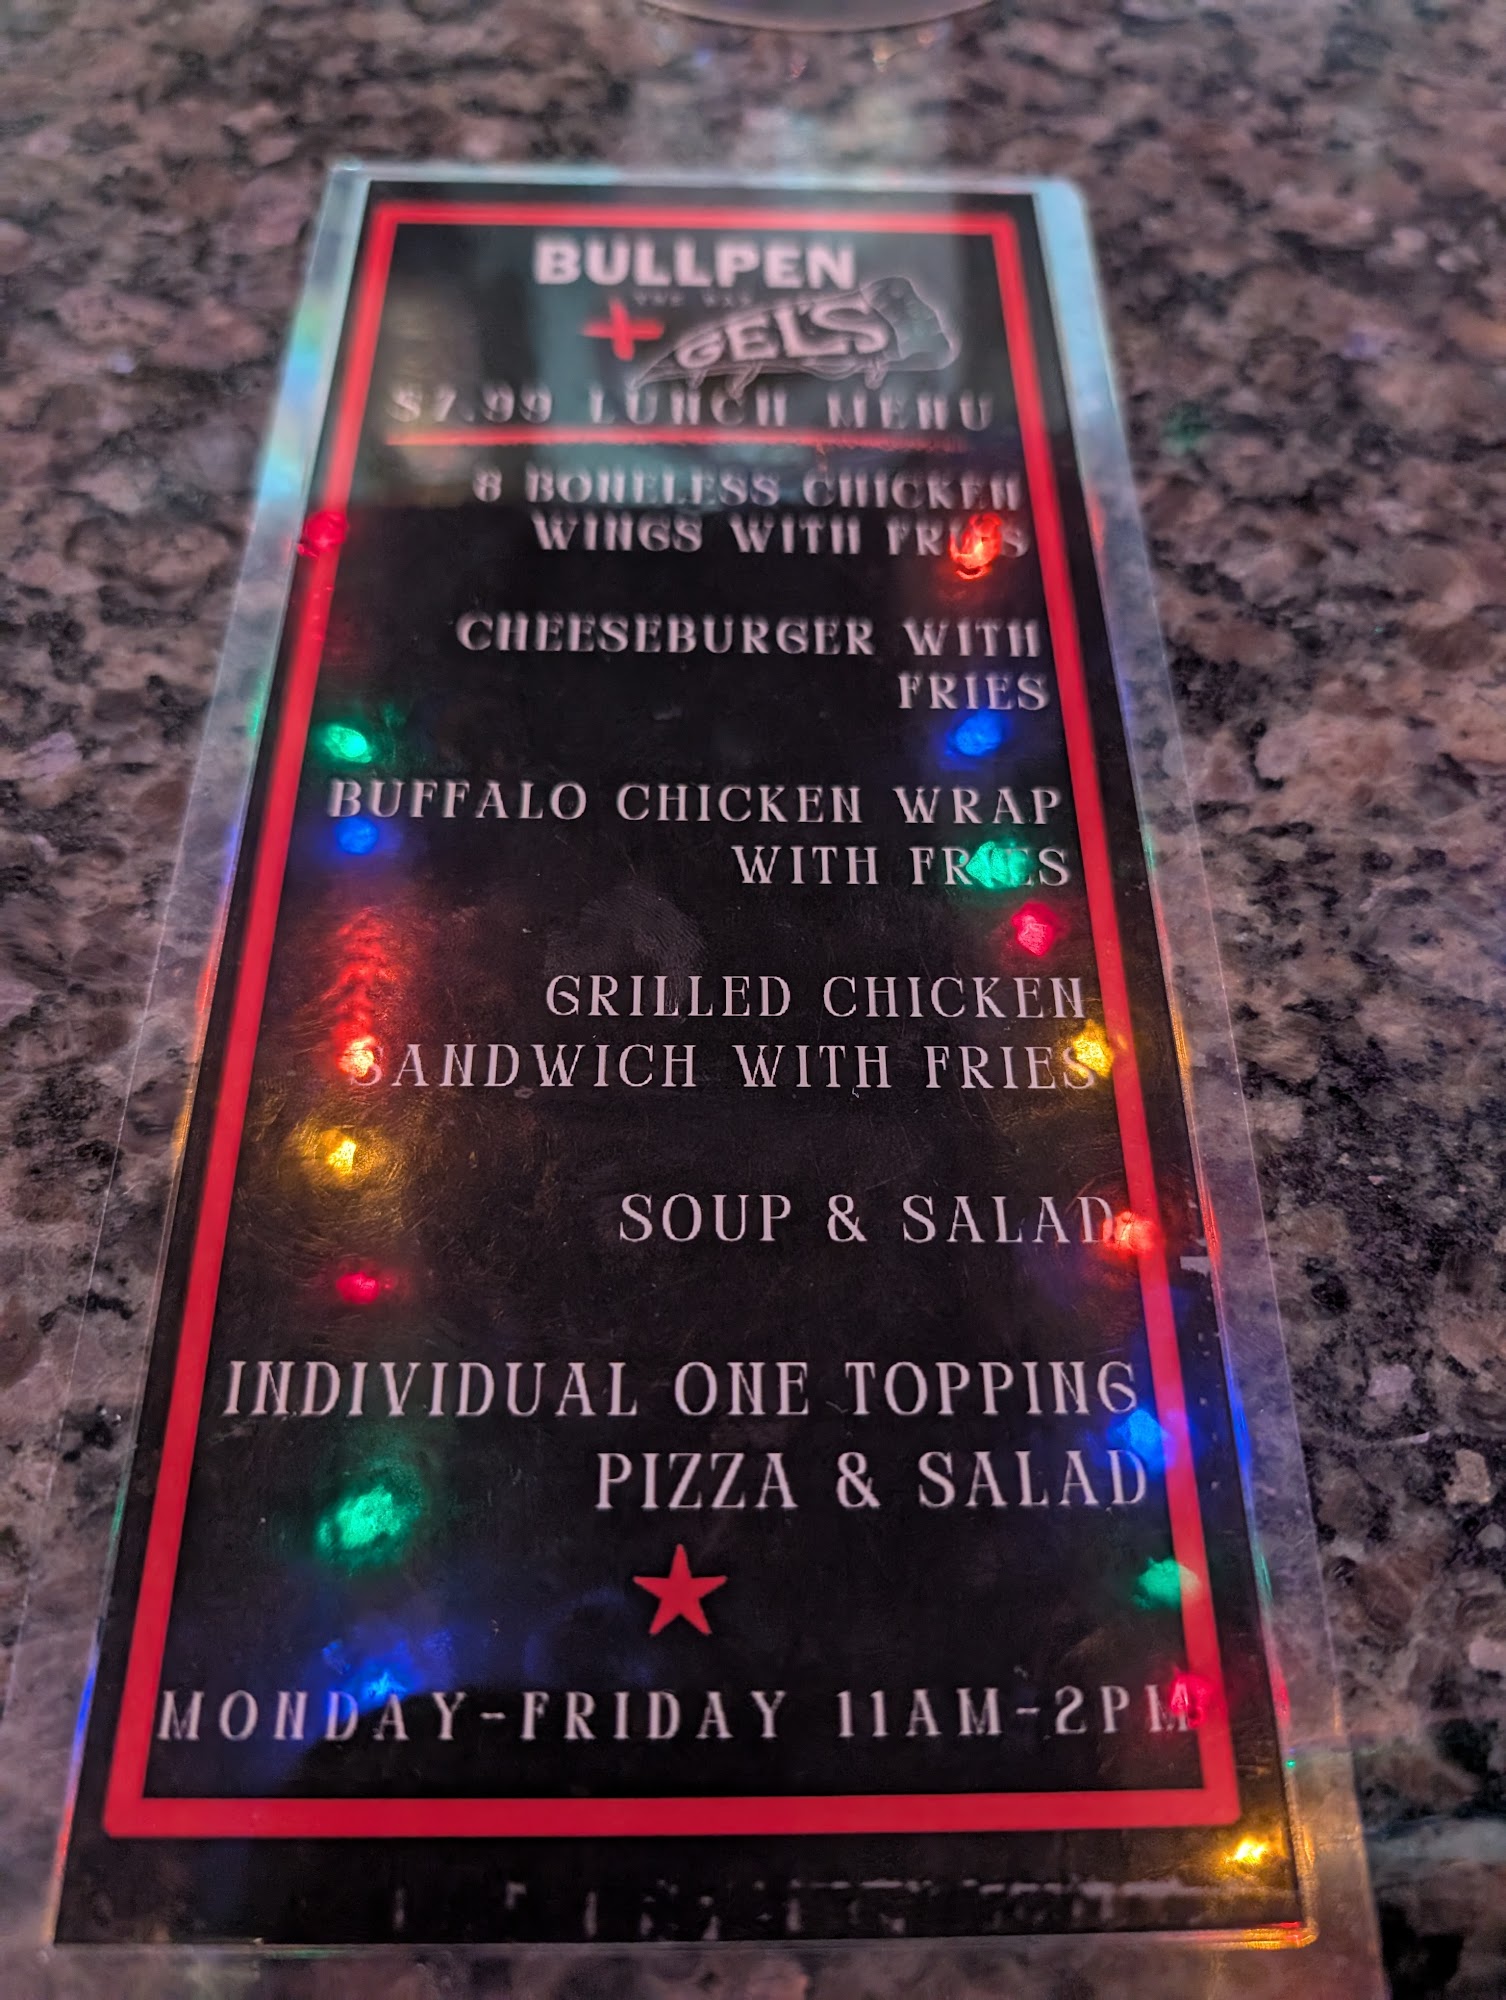 BULLPEN
+ GEL'S
$7.99 LUNCH MENU
8 BONELESS CHICKEN
WINGS WITH FRIES
CHEESEBURGER WITH
FRIES
BUFFALO CHICKEN WRAP
WITH FRIES
GRILLED CHICKEN
SANDWICH WITH FRIES
SOUP & SALAD
INDIVIDUAL ONE TOPPING
PIZZA & SALAD
MONDAY-FRIDAY 11AM-2PM